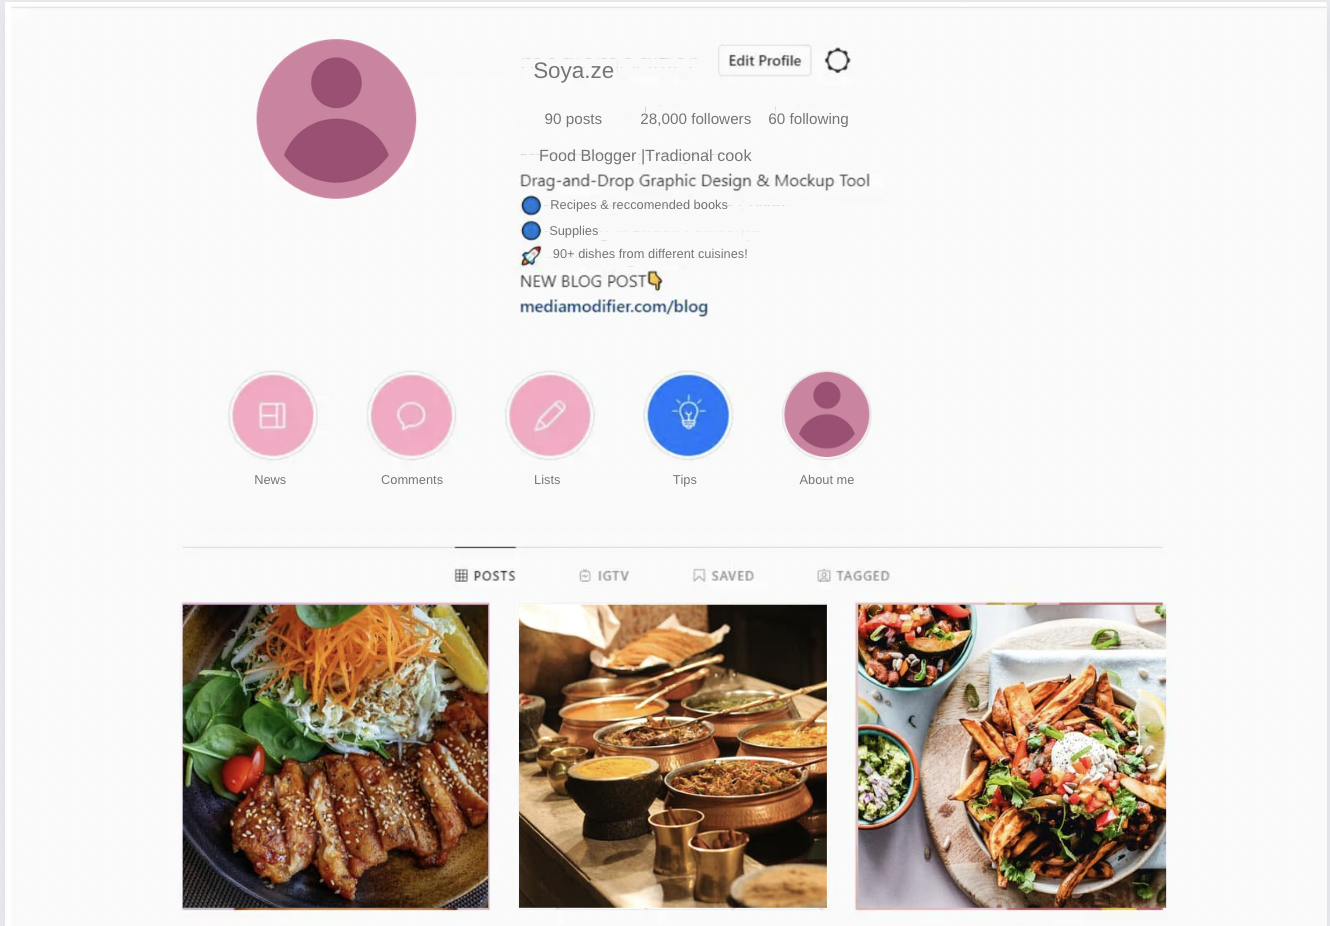 Soya.ze
Edit Profile
90 posts 28,000 followers 60 following
Food Blogger |Tradional cook
Drag-and-Drop Graphic Design & Mockup Tool
Recipes & reccomended books
Supplies
90+ dishes from different cuisines!
NEW BLOG POST👇
mediamodifier.com/blog
News Comments Lists Tips About me
POSTS IGTV SAVED TAGGED